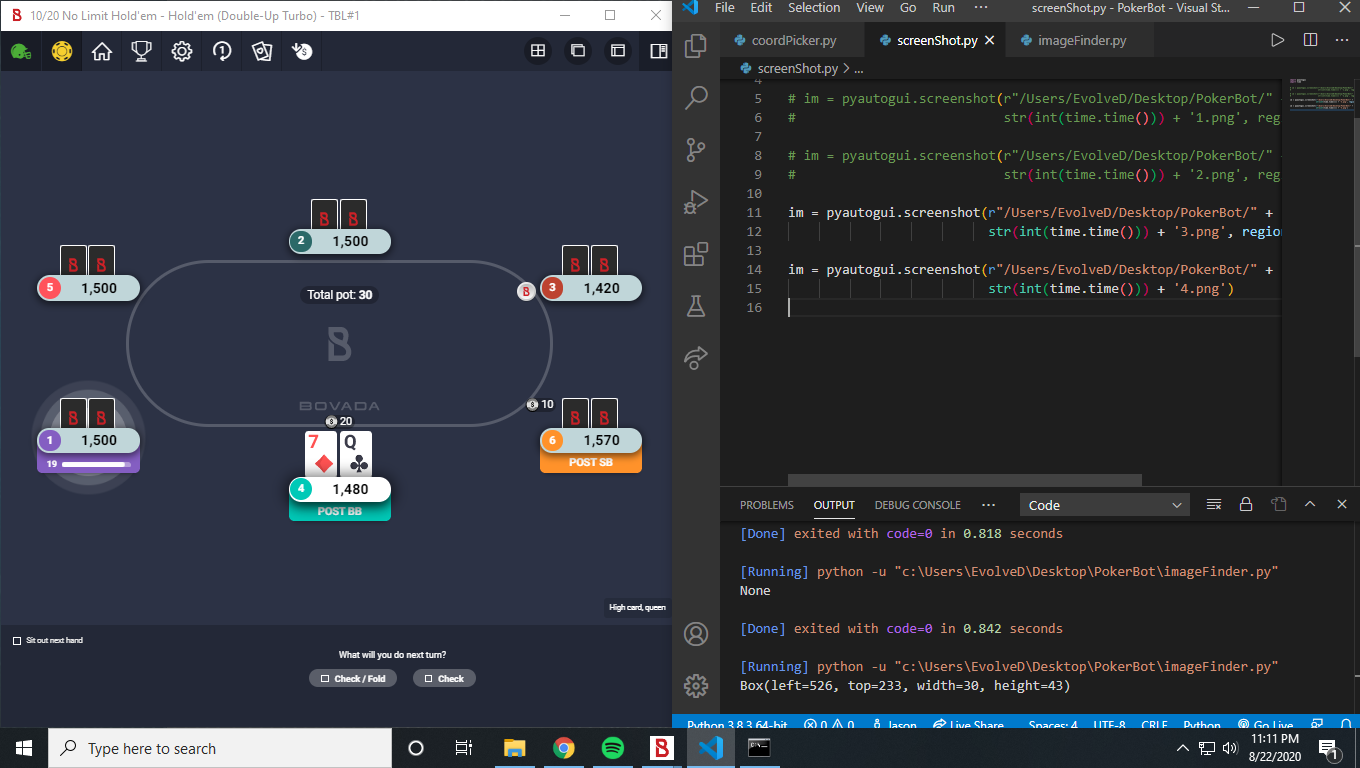 10/20 No Limit Hold'em - Hold'em (Double-Up Turbo) - TBL#1
2 1,500
5 1,500
3 1,420
Total pot: 30
BOVADA
10
20
1 1,500
19
7 Q
6 1,570
POST SB
4 1,480
POST BB
High card, queen
Sit out next hand
What will you do next turn?
Check / Fold
Check
File Edit Selection View Go Run ··· screenShot.py - PokerBot - Visual St...
coordPicker.py screenShot.py imageFinder.py
screenShot.py > ...
4
5 # im = pyautogui.screenshot(r"/Users/EvolveD/Desktop/PokerBot/"
6 # str(int(time.time())) + '1.png', reg
7
8 # im = pyautogui.screenshot(r"/Users/EvolveD/Desktop/PokerBot/"
9 # str(int(time.time())) + '2.png', reg
10
11 im = pyautogui.screenshot(r"/Users/EvolveD/Desktop/PokerBot/" +
12 str(int(time.time())) + '3.png', region
13
14 im = pyautogui.screenshot(r"/Users/EvolveD/Desktop/PokerBot/" +
15 str(int(time.time())) + '4.png')
16
PROBLEMS OUTPUT DEBUG CONSOLE ··· Code
[Done] exited with code=0 in 0.818 seconds
[Running] python -u "c:\Users\EvolveD\Desktop\PokerBot\imageFinder.py"
None
[Done] exited with code=0 in 0.842 seconds
[Running] python -u "c:\Users\EvolveD\Desktop\PokerBot\imageFinder.py"
Box(left=526, top=233, width=30, height=43)
Python 3.8.3 64-bit 0 0 Jason Live Share Spaces: 4 UTF-8 CRLF Python Go Live
Type here to search
11:11 PM
8/22/2020
1